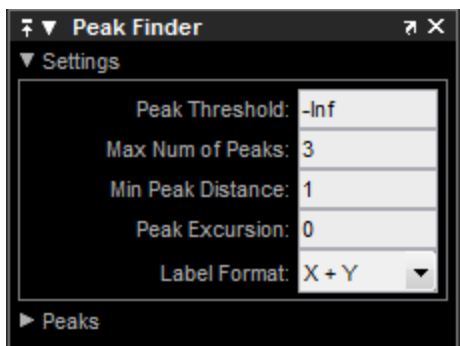 Peak Finder
Settings
Peak Threshold: -Inf
Max Num of Peaks: 3
Min Peak Distance: 1
Peak Excursion: 0
Label Format: X + Y
Peaks